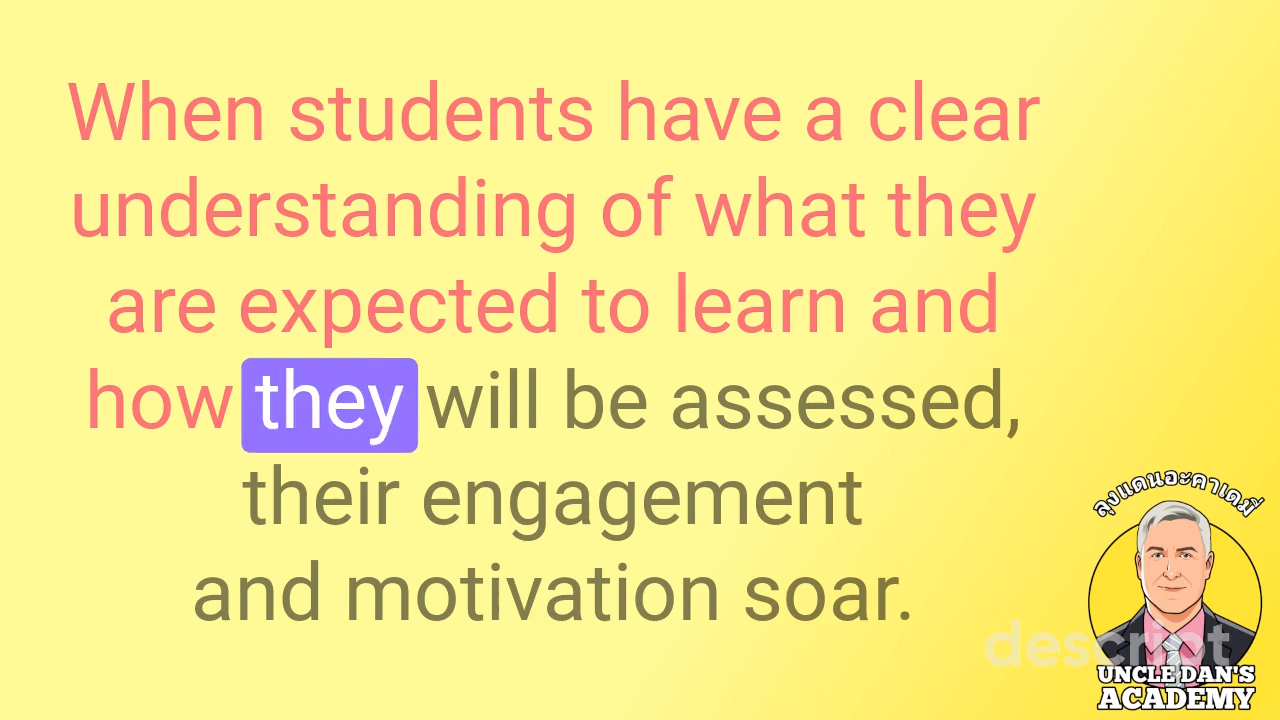 When students have a clear
understanding of what they
are expected to learn and
how they will be assessed,
their engagement
and motivation soar.
ลุงแดนอะคาเดมี่
descript
UNCLE DAN'S
ACADEMY